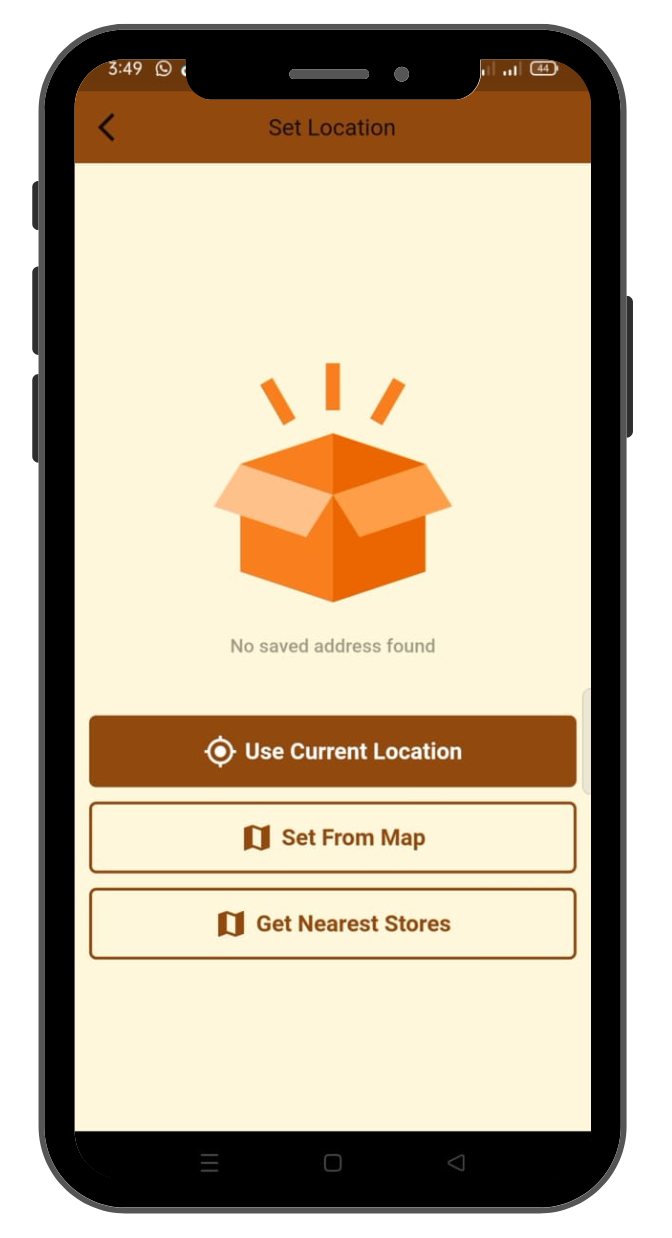 3:49
44
Set Location
No saved address found
Use Current Location
Set From Map
Get Nearest Stores